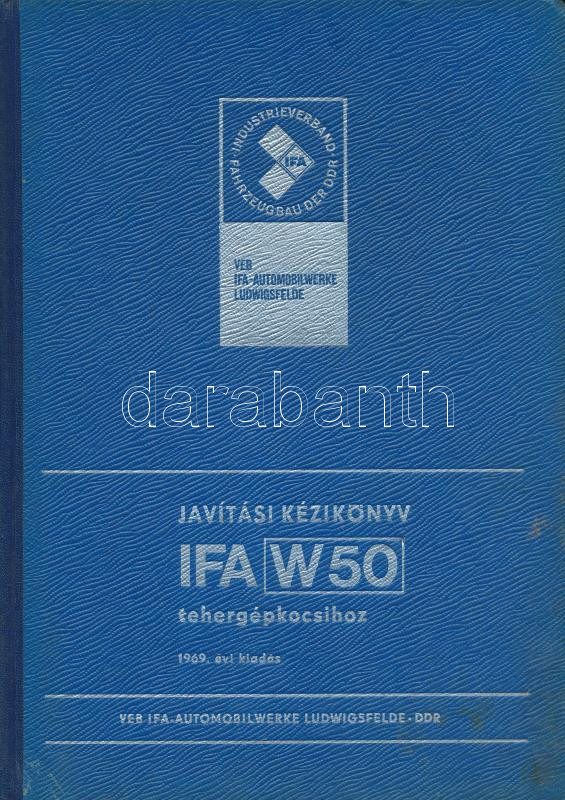 INDUSTRIEVERBAND
FAHRZEUGBAU DER DDR
IFA
VEB
IFA-AUTOMOBILWERKE
LUDWIGSFELDE
darabanth
JAVÍTÁSI KÉZIKÖNYV
IFA W50
tehergépkocsihoz
1969. évi kiadás
VEB IFA-AUTOMOBILWERKE LUDWIGSFELDE · DDR